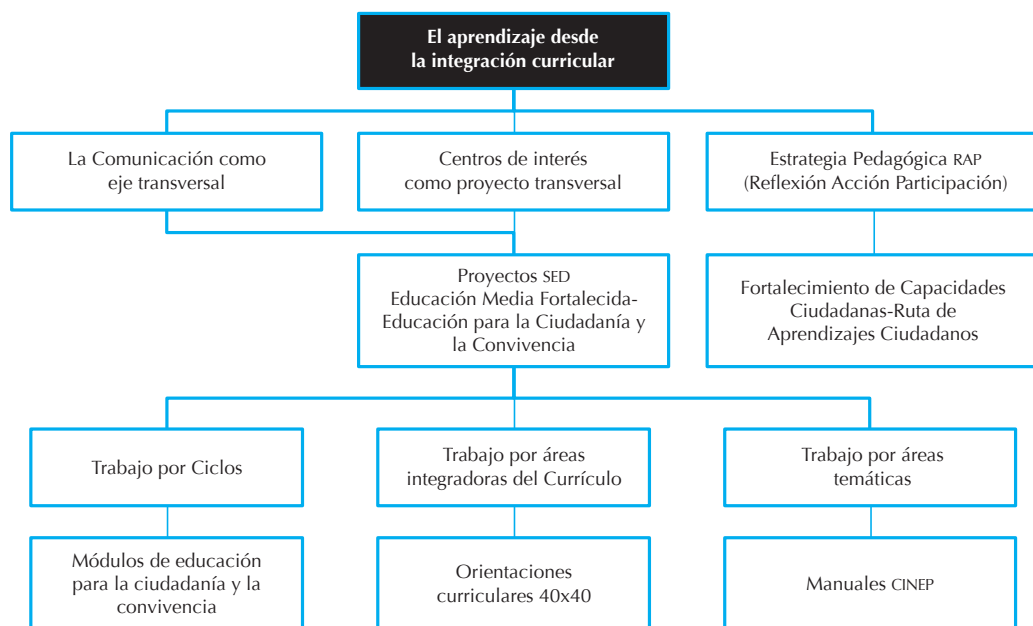 El aprendizaje desde
la integración curricular
La Comunicación como
eje transversal
Centros de interés
como proyecto transversal
Estrategia Pedagógica RAP
(Reflexión Acción Participación)
Proyectos SED
Educación Media Fortalecida-
Educación para la Ciudadanía y
la Convivencia
Fortalecimiento de Capacidades
Ciudadanas-Ruta de
Aprendizajes Ciudadanos
Trabajo por Ciclos
Trabajo por áreas
integradoras del Currículo
Trabajo por áreas
temáticas
Módulos de educación
para la ciudadanía y la
convivencia
Orientaciones
curriculares 40x40
Manuales CINEP